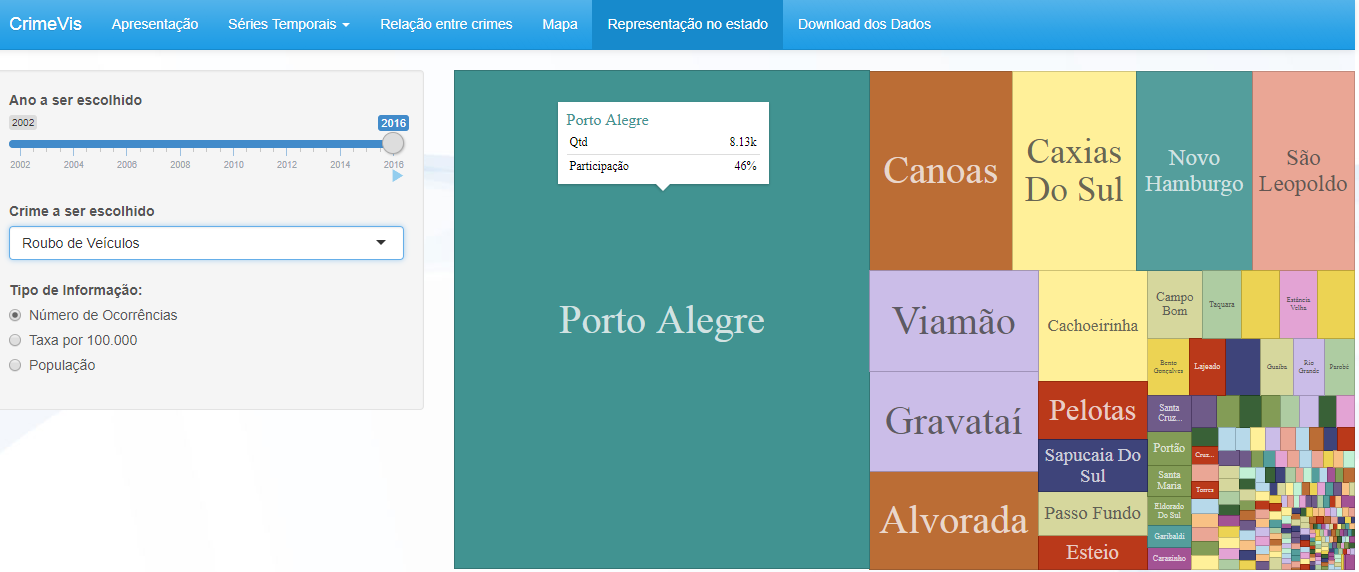 CrimeVis Apresentação Séries Temporais Relação entre crimes Mapa Representação no estado Download dos Dados
Ano a ser escolhido
2002 2016
2002 2004 2006 2008 2010 2012 2014 2016
Crime a ser escolhido
Roubo de Veículos
Tipo de Informação:
Número de Ocorrências
Taxa por 100.000
População
Porto Alegre
Qtd 8.13k
Participação 46%
Porto Alegre
Canoas
Caxias
Do Sul
Novo
Hamburgo
São
Leopoldo
Viamão
Gravataí
Alvorada
Cachoeirinha
Pelotas
Sapucaia Do
Sul
Passo Fundo
Esteio
Campo
Bom
Taquara
Estância
Velha
Bento
Gonçalves
Lajeado
Guaíba
Rio
Grande
Parobé
Santa
Cruz...
Portão
Santa
Maria
Eldorado
Do Sul
Garibaldi
Carazinho
Cruz...
Torres